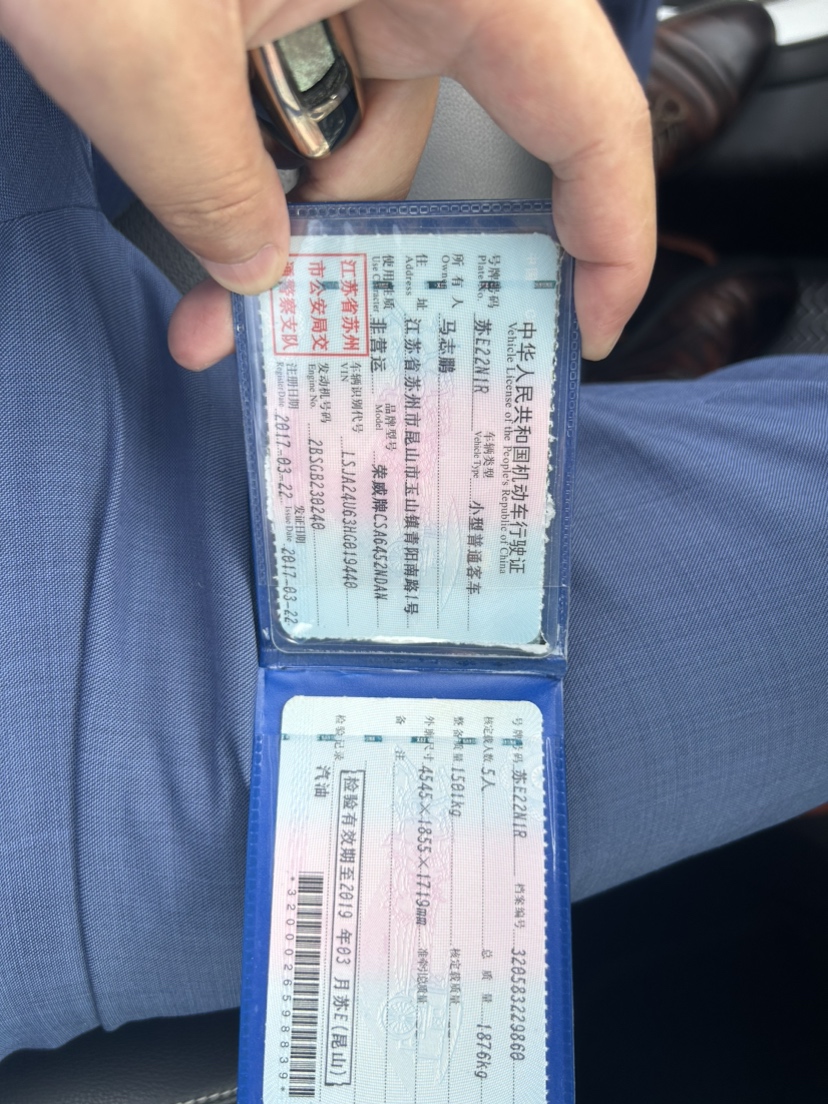 中华人民共和国机动车行驶证
Vehicle License of the People's Republic of China
号牌号码 苏E22N1R 车辆类型 小型普通客车
Plate No. Vehicle Type
所有人 马志鹏
Owner
住址 江苏省苏州市昆山市玉山镇青阳南路1号
Address
使用性质 非营运 品牌型号 荣威牌CSA6452NDAN
Use Character Model
江苏省苏州
市公安局交
通警察支队
车辆识别代号 LSJA24U63HG019440
VIN
发动机号码 2BSGB230240
Engine No.
注册日期 2017-03-22 发证日期 2017-03-22
Register Date Issue Date
号牌号码 苏E22N1R 档案编号 320583229860
核定载人数 5人 总质量 1876kg
整备质量 1501kg 核定载质量
外廓尺寸 4545×1855×1719mm 准牵引总质量
备注
检验记录 检验有效期至2019年03月苏E(昆山)
汽油
*3200026598839*